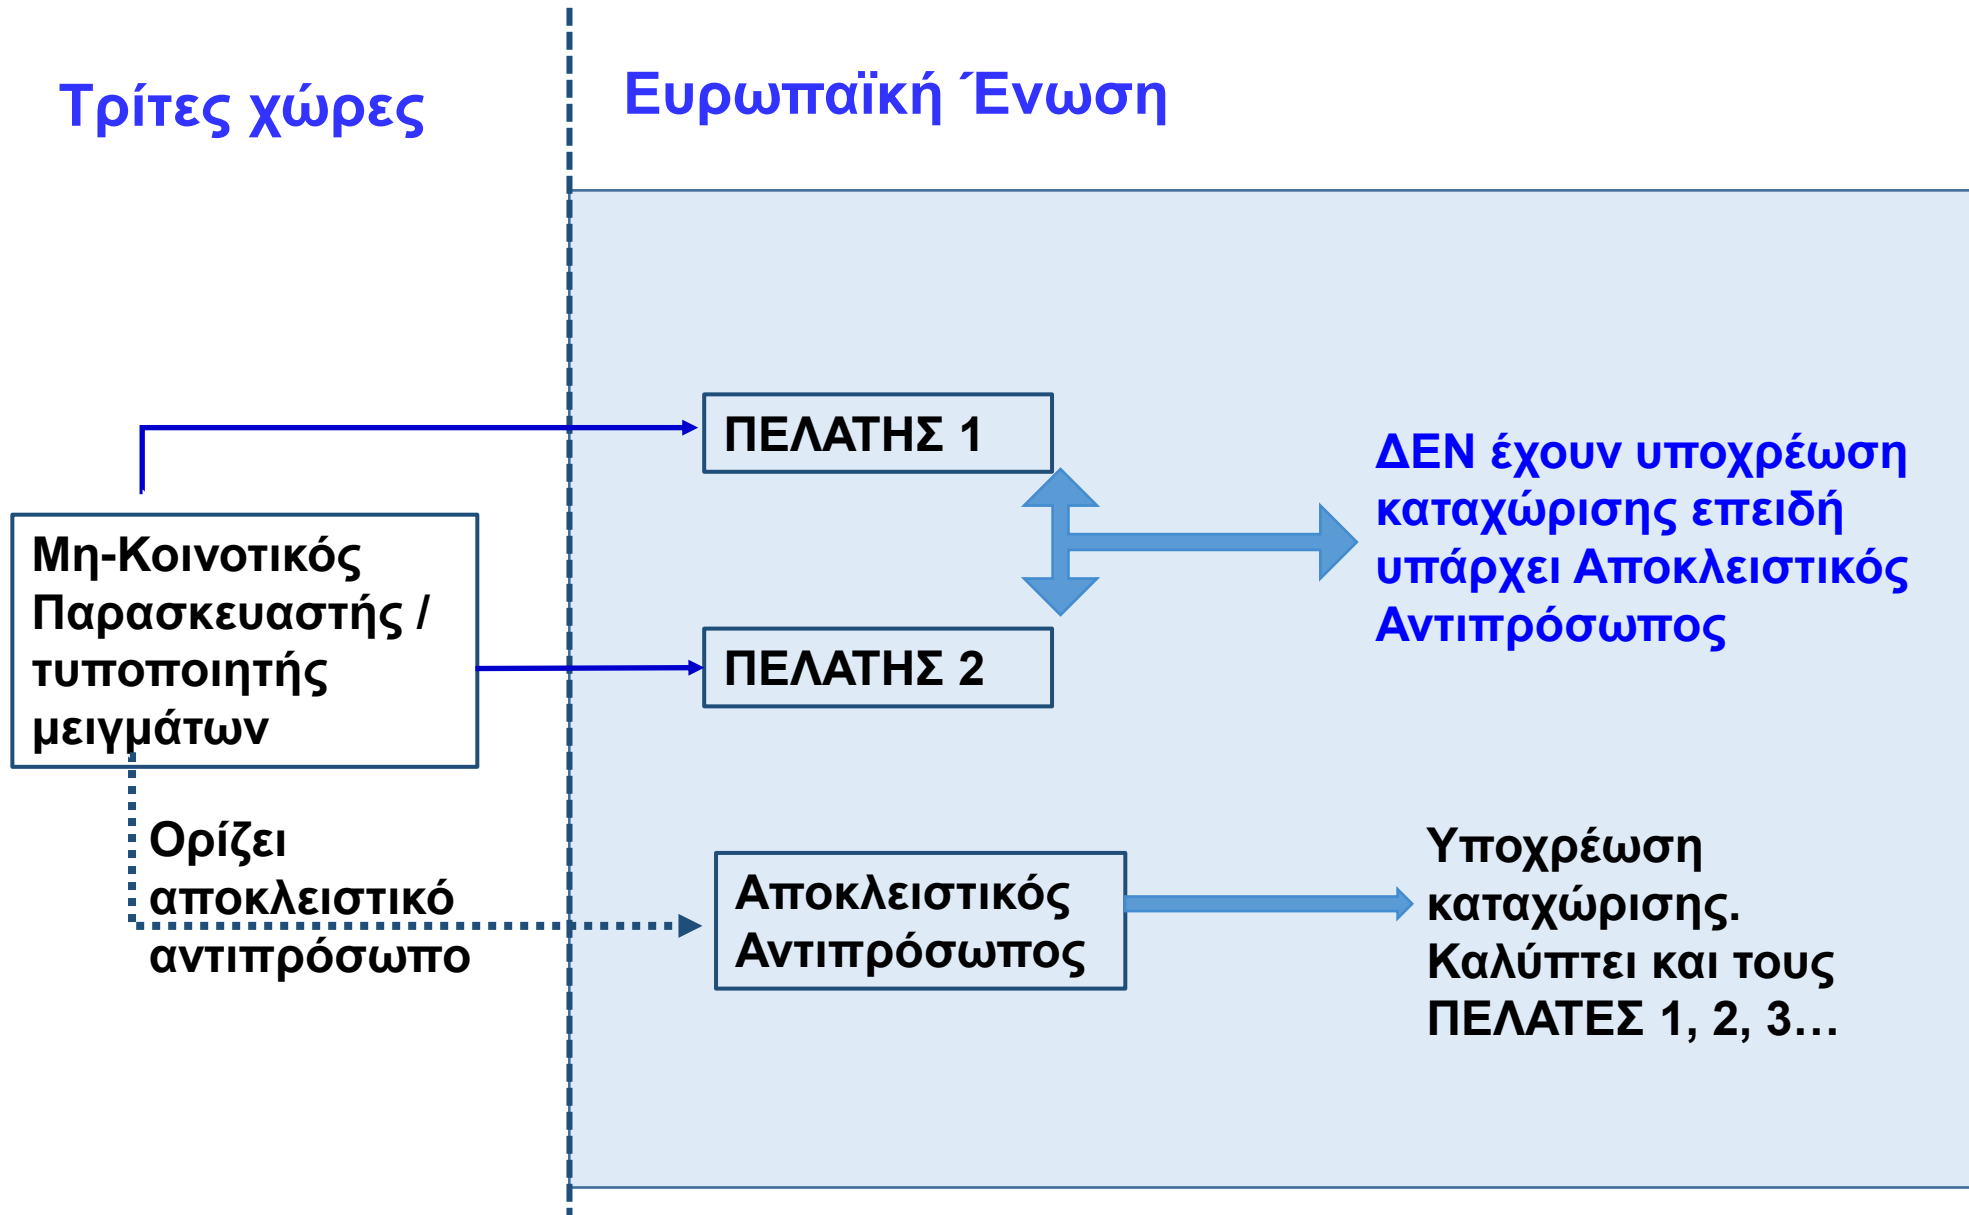 Τρίτες χώρες
Ευρωπαϊκή Ένωση
ΠΕΛΑΤΗΣ 1
ΔΕΝ έχουν υποχρέωση
καταχώρισης επειδή
υπάρχει Αποκλειστικός
Αντιπρόσωπος
Μη-Κοινοτικός
Παρασκευαστής /
τυποποιητής
μειγμάτων
ΠΕΛΑΤΗΣ 2
Ορίζει
αποκλειστικό
αντιπρόσωπο
Αποκλειστικός
Αντιπρόσωπος
Υποχρέωση
καταχώρισης.
Καλύπτει και τους
ΠΕΛΑΤΕΣ 1, 2, 3…